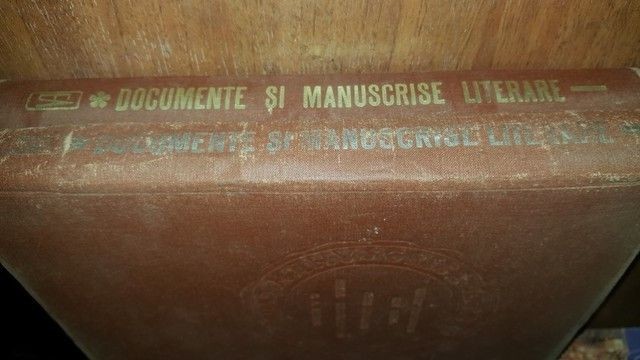 * DOCUMENTE ȘI MANUSCRISE LITERARE —
* DOCUMENTE ȘI MANUSCRISE LITERARE